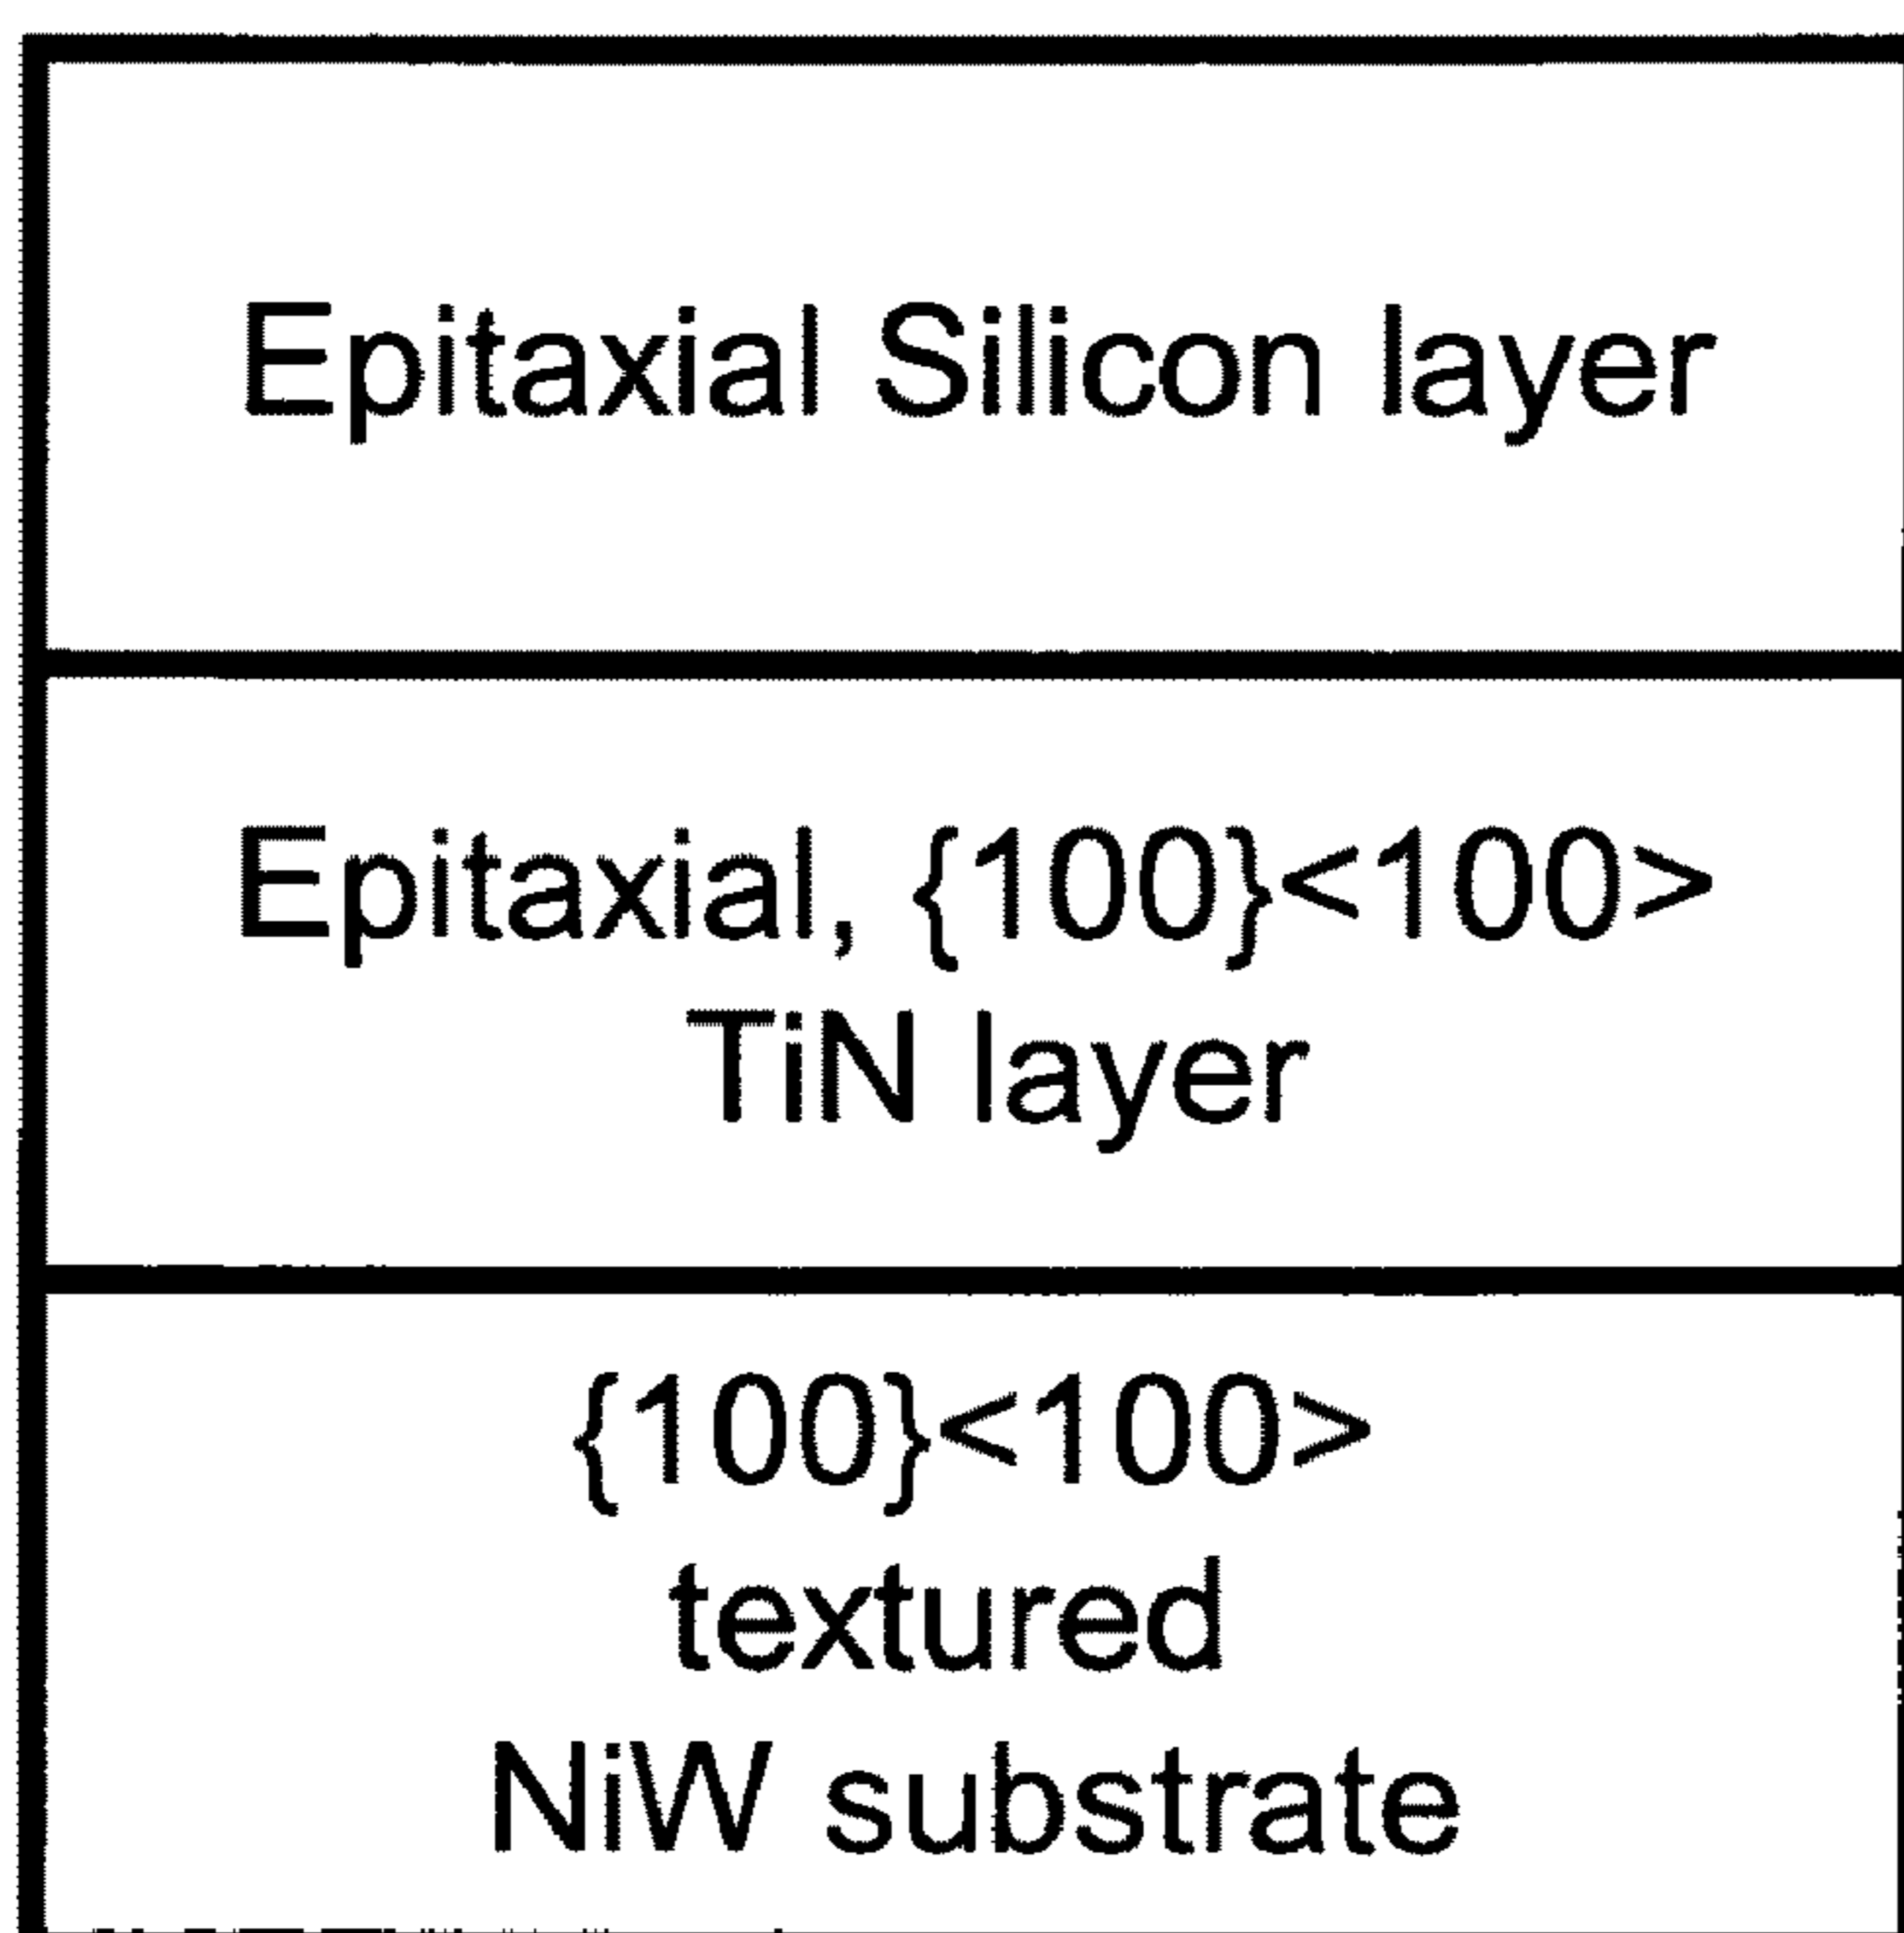 Epitaxial Silicon layer
Epitaxial, {100}<100>
TiN layer
{100}<100>
textured
NiW substrate